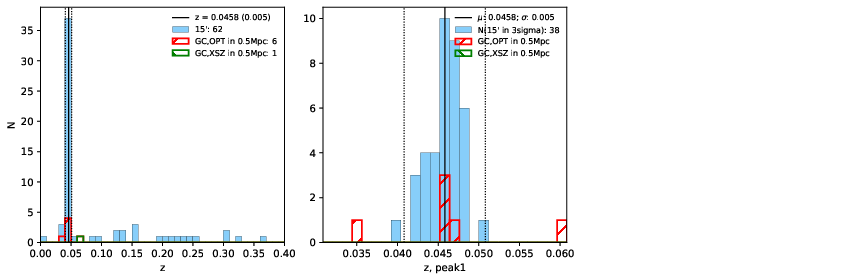 z = 0.0458 (0.005)
15': 62
GC,OPT in 0.5Mpc: 6
GC,XSZ in 0.5Mpc: 1
N
35
30
25
20
15
10
5
0
0.00 0.05 0.10 0.15 0.20 0.25 0.30 0.35 0.40
z
μ: 0.0458; σ: 0.005
N(15' in 3sigma): 38
GC,OPT in 0.5Mpc
GC,XSZ in 0.5Mpc
10
8
6
4
2
0
0.035 0.040 0.045 0.050 0.055 0.060
z, peak1